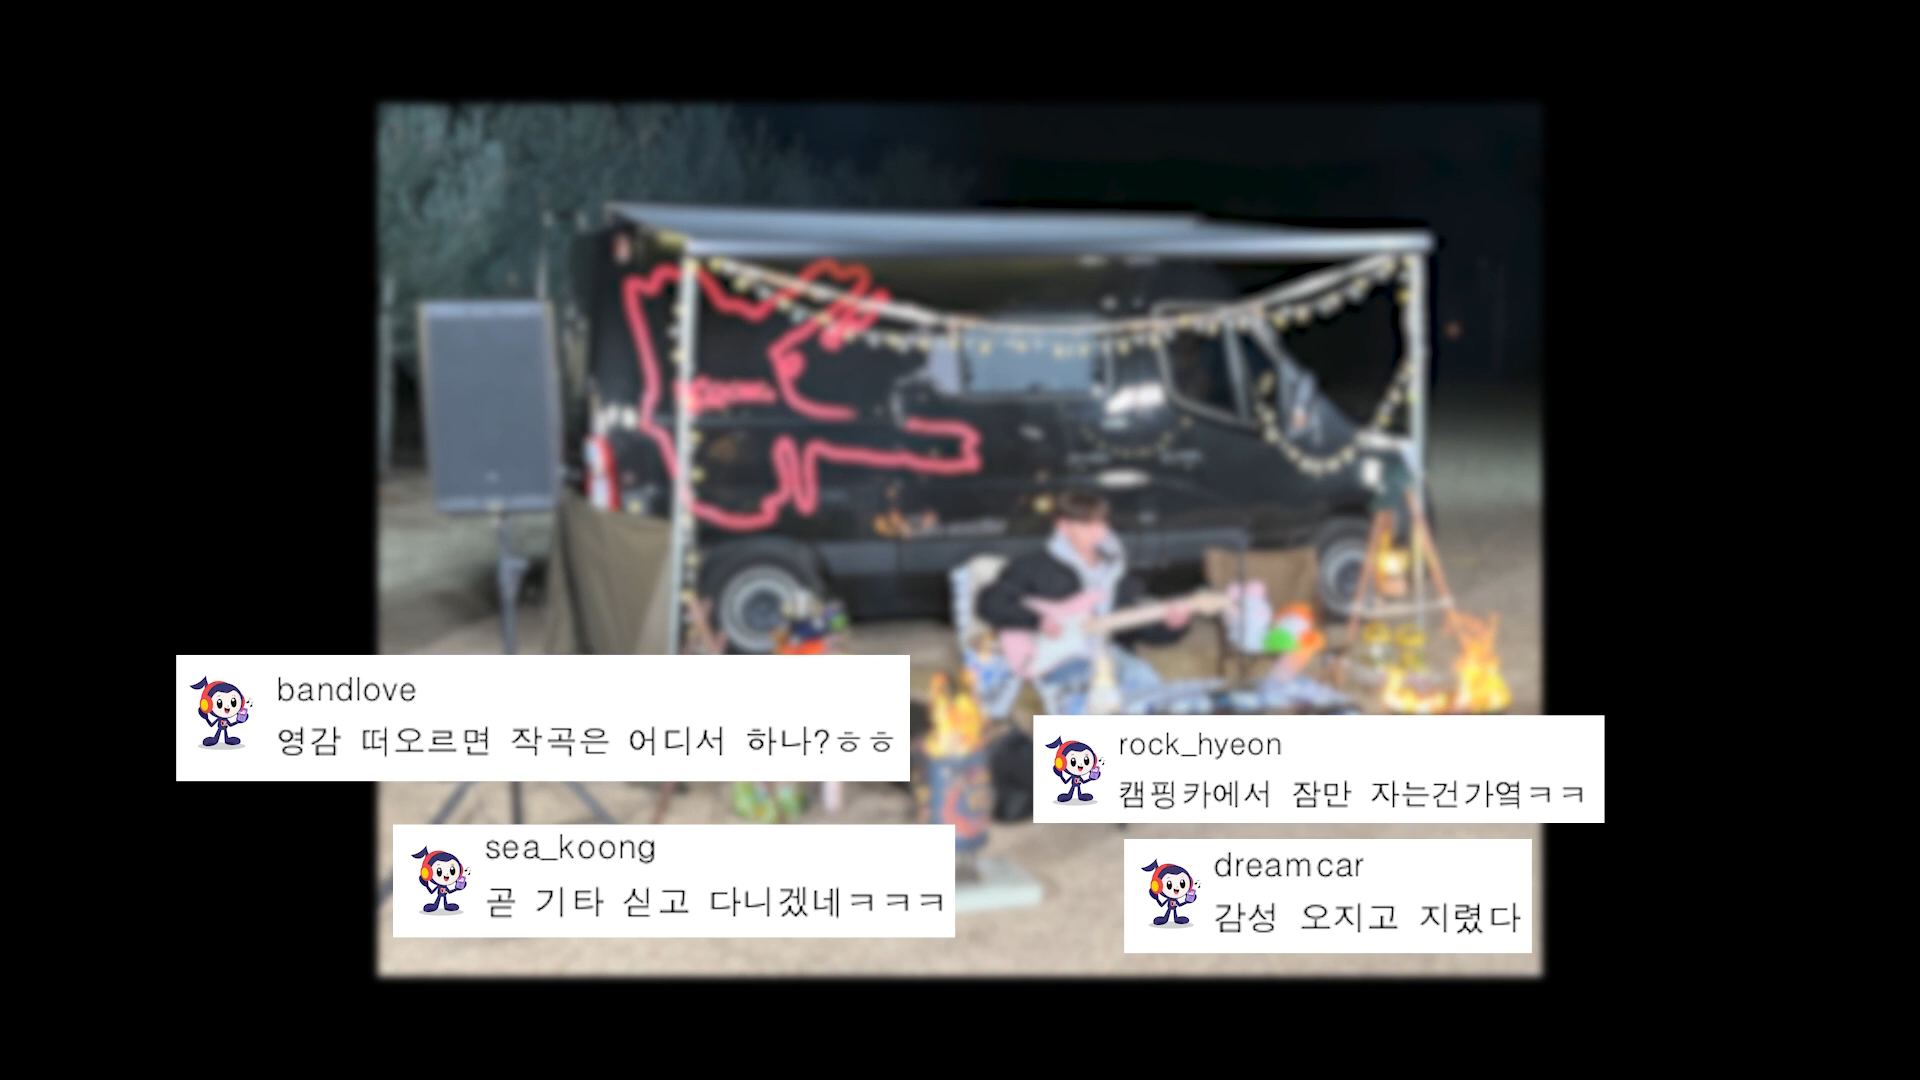 bandlove
영감 떠오르면 작곡은 어디서 하나?ㅎㅎ
rock_hyeon
캠핑카에서 잠만 자는건가옄ㅋㅋ
sea_koong
곧 기타 싣고 다니겠네ㅋㅋㅋ
dreamcar
감성 오지고 지렸다